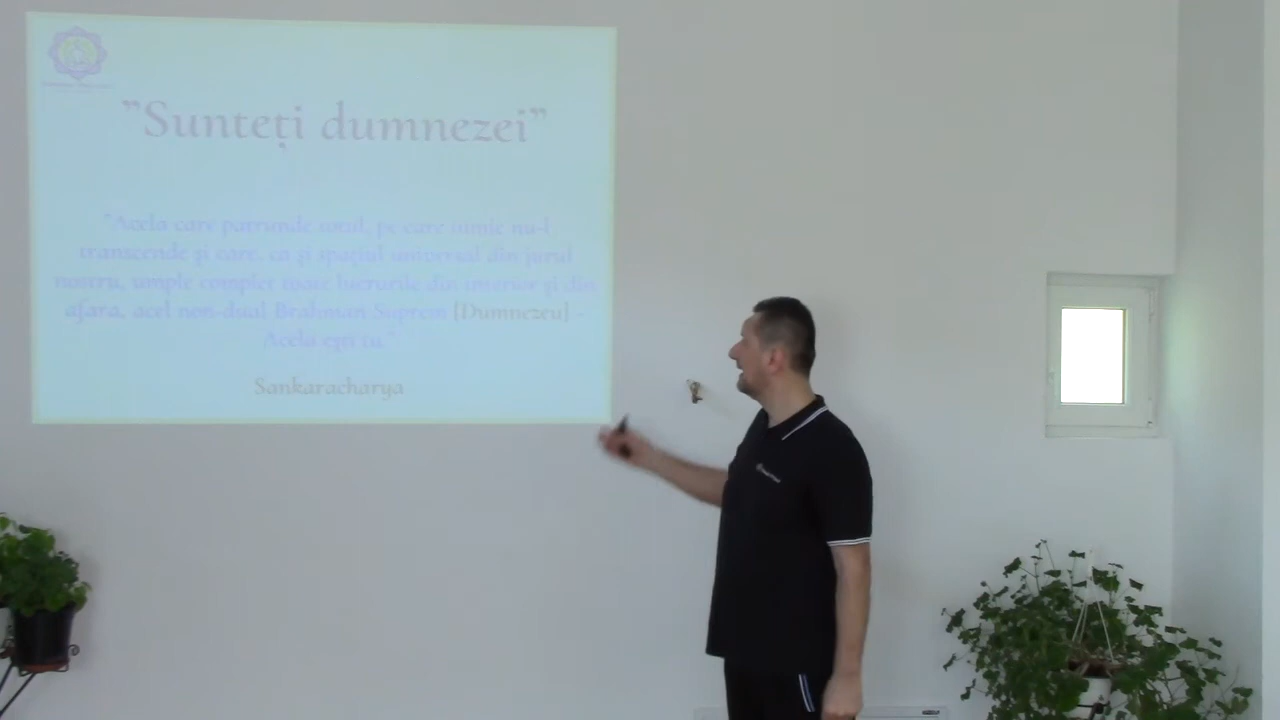 ”Sunteți dumnezei”
”Acela care patrunde totul, pe care nimic nu-l
transcende și care, ca și spațiul universal din jurul
nostru, umple complet toate lucrurile din interior și din
afara, acel non-dual Brahman Suprem [Dumnezeu] -
Acela ești tu.”
Sankaracharya